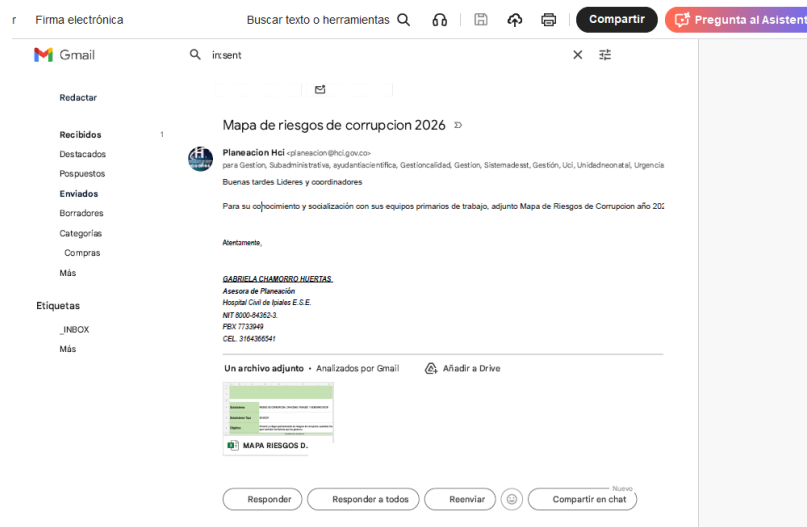 r Firma electrónica Buscar texto o herramientas Compartir Pregunta al Asistent
Gmail in:sent
Redactar
Recibidos 1
Destacados
Pospuestos
Enviados
Borradores
Categorías
Compras
Más
Etiquetas
_INBOX
Más
Mapa de riesgos de corrupcion 2026
Planeacion Hci <planeacion@hci.gov.co>
para Gestion, Subadministrativa, ayudantiacientifica, Gestioncalidad, Gestion, Sistemadesst, Gestión, Uci, Unidadneonatal, Urgencia
Buenas tardes Lideres y coordinadores
Para su conocimiento y socialización con sus equipos primarios de trabajo, adjunto Mapa de Riesgos de Corrupcion año 202
Atentamente,
GABRIELA CHAMORRO HUERTAS
Asesora de Planeación
Hospital Civil de Ipiales E.S.E.
NIT 8000-84362-3.
PBX 7733949
CEL. 3164366541
Un archivo adjunto • Analizados por Gmail Añadir a Drive
MAPA RIESGOS D.
Nuevo
Responder Responder a todos Reenviar Compartir en chat